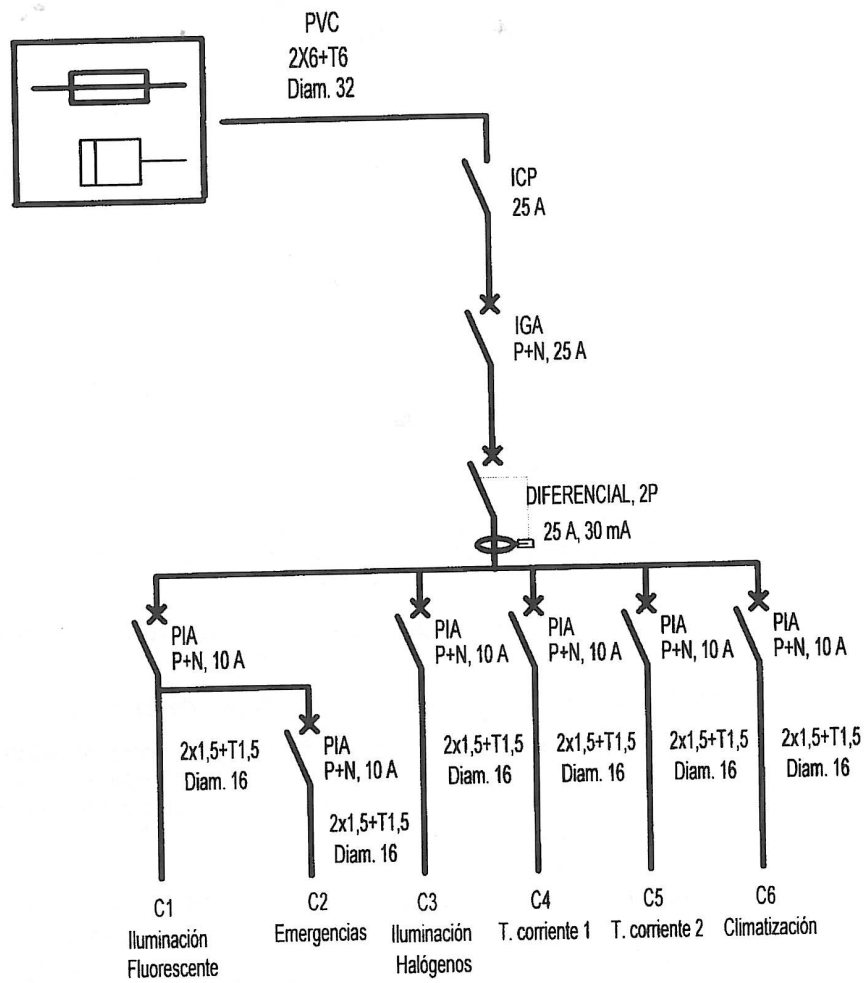 PVC
2X6+T6
Diam. 32
ICP
25 A
IGA
P+N, 25 A
DIFERENCIAL, 2P
25 A, 30 mA
PIA
P+N, 10 A
PIA
P+N, 10 A
PIA
P+N, 10 A
PIA
P+N, 10 A
PIA
P+N, 10 A
PIA
P+N, 10 A
2x1,5+T1,5
Diam. 16
2x1,5+T1,5
Diam. 16
2x1,5+T1,5
Diam. 16
2x1,5+T1,5
Diam. 16
2x1,5+T1,5
Diam. 16
2x1,5+T1,5
Diam. 16
C1
Iluminación
Fluorescente
C2
Emergencias
C3
Iluminación
Halógenos
C4
T. corriente 1
C5
T. corriente 2
C6
Climatización